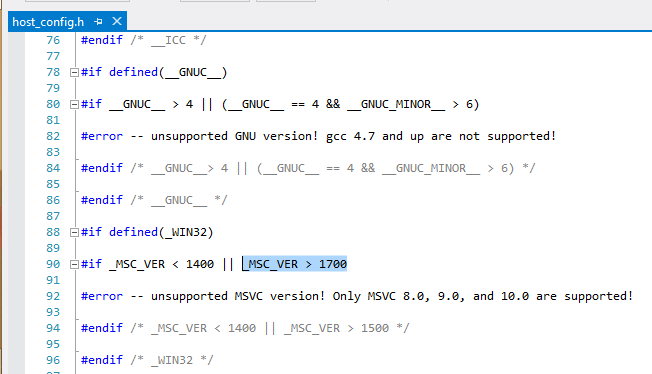 host_config.h
76 #endif /* __ICC */
77
78 #if defined(__GNUC__)
79
80 #if __GNUC__ > 4 || (__GNUC__ == 4 && __GNUC_MINOR__ > 6)
81
82 #error -- unsupported GNU version! gcc 4.7 and up are not supported!
83
84 #endif /* __GNUC__> 4 || (__GNUC__ == 4 && __GNUC_MINOR__ > 6) */
85
86 #endif /* __GNUC__ */
87
88 #if defined(_WIN32)
89
90 #if _MSC_VER < 1400 || _MSC_VER > 1700
91
92 #error -- unsupported MSVC version! Only MSVC 8.0, 9.0, and 10.0 are supported!
93
94 #endif /* _MSC_VER < 1400 || _MSC_VER > 1500 */
95
96 #endif /* _WIN32 */